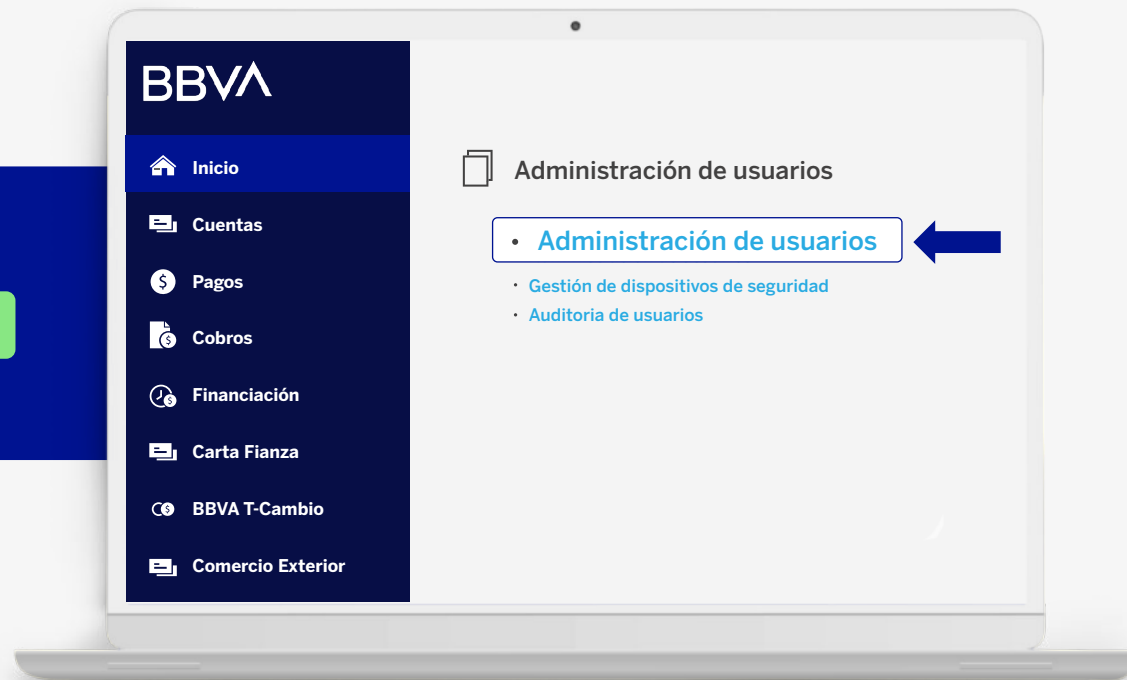 BBVA
Inicio
Cuentas
Pagos
Cobros
Financiación
Carta Fianza
BBVA T-Cambio
Comercio Exterior
Administración de usuarios
• Administración de usuarios
• Gestión de dispositivos de seguridad
• Auditoria de usuarios